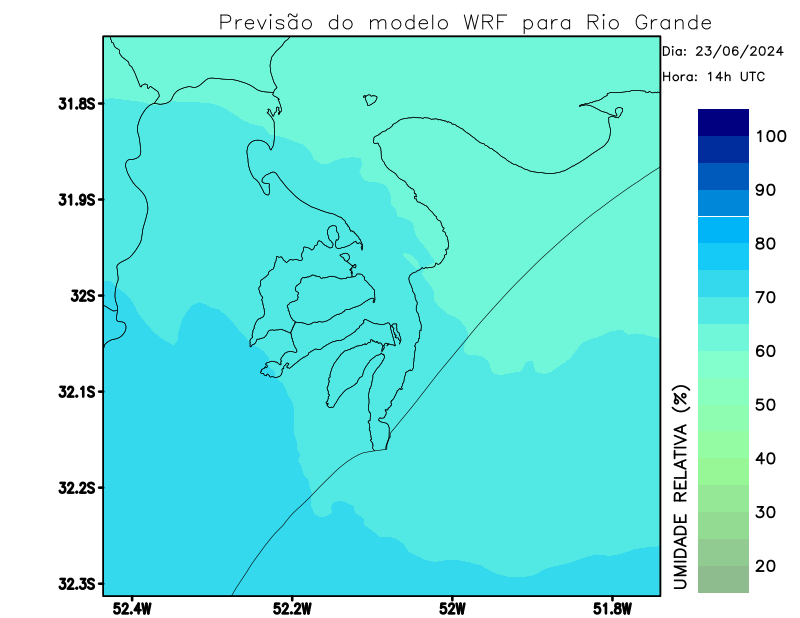 Previsão do modelo WRF para Rio Grande
Dia: 23/06/2024
Hora: 14h UTC
31.8S
31.9S
32S
32.1S
32.2S
32.3S
52.4W
52.2W
52W
51.8W
UMIDADE RELATIVA (%)
100
90
80
70
60
50
40
30
20